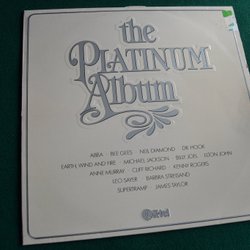 the
PLATINUM
Album
ABBA BEE GEES NEIL DIAMOND DR. HOOK
EARTH, WIND AND FIRE MICHAEL JACKSON BILLY JOEL ELTON JOHN
ANNE MURRAY CLIFF RICHARD KENNY ROGERS
LEO SAYER BARBRA STREISAND
SUPERTRAMP JAMES TAYLOR
K-tel